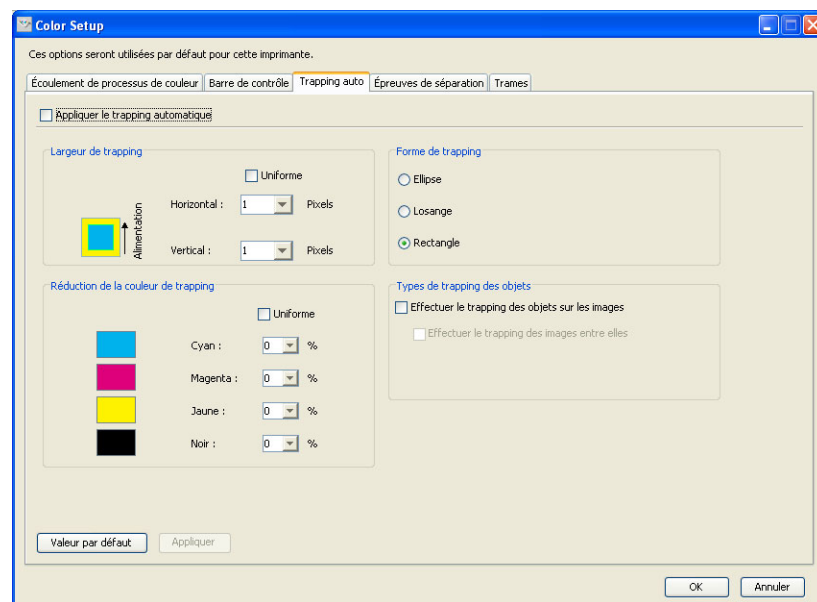 Color Setup
Ces options seront utilisées par défaut pour cette imprimante.
Écoulement de processus de couleur Barre de contrôle Trapping auto Épreuves de séparation Trames
Appliquer le trapping automatique
Largeur de trapping
Uniforme
Alimentation
Horizontal : 1 Pixels
Vertical : 1 Pixels
Forme de trapping
Ellipse
Losange
Rectangle
Réduction de la couleur de trapping
Uniforme
Cyan : 0 %
Magenta : 0 %
Jaune : 0 %
Noir : 0 %
Types de trapping des objets
Effectuer le trapping des objets sur les images
Effectuer le trapping des images entre elles
Valeur par défaut Appliquer
OK Annuler